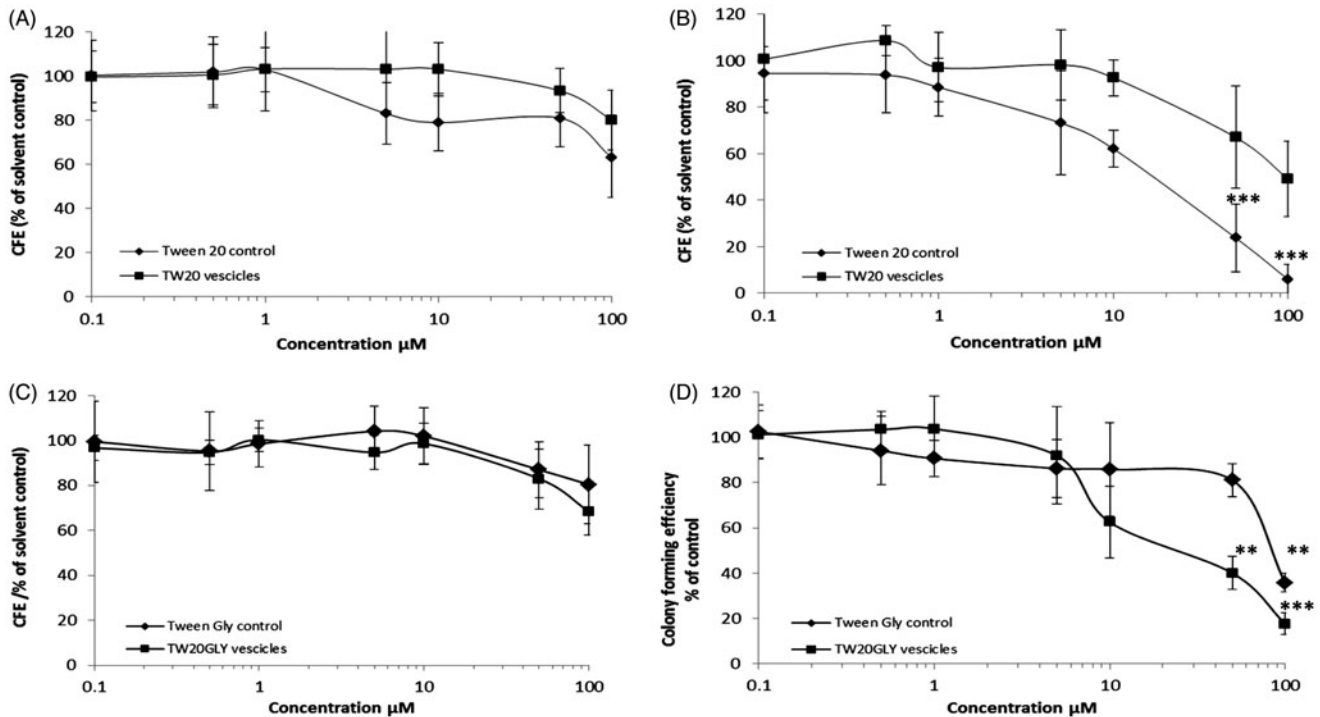 (A)
120
100
80
60
40
20
0
CFE (% of solvent control)
Tween 20 control
TW20 vescicles
0.1 1 10 100
Concentration µM
(B)
120
100
80
60
40
20
0
CFE (% of solvent control)
***
***
Tween 20 control
TW20 vescicles
0.1 1 10 100
Concentration µM
(C)
120
100
80
60
40
20
0
CFE /% of solvent control)
Tween Gly control
TW20GLY vescicles
0.1 1 10 100
Concentration µM
(D)
120
100
80
60
40
20
0
Colony forming effciency
% of control
** **
***
Tween Gly control
TW20GLY vescicles
0.1 1 10 100
Concentration µM